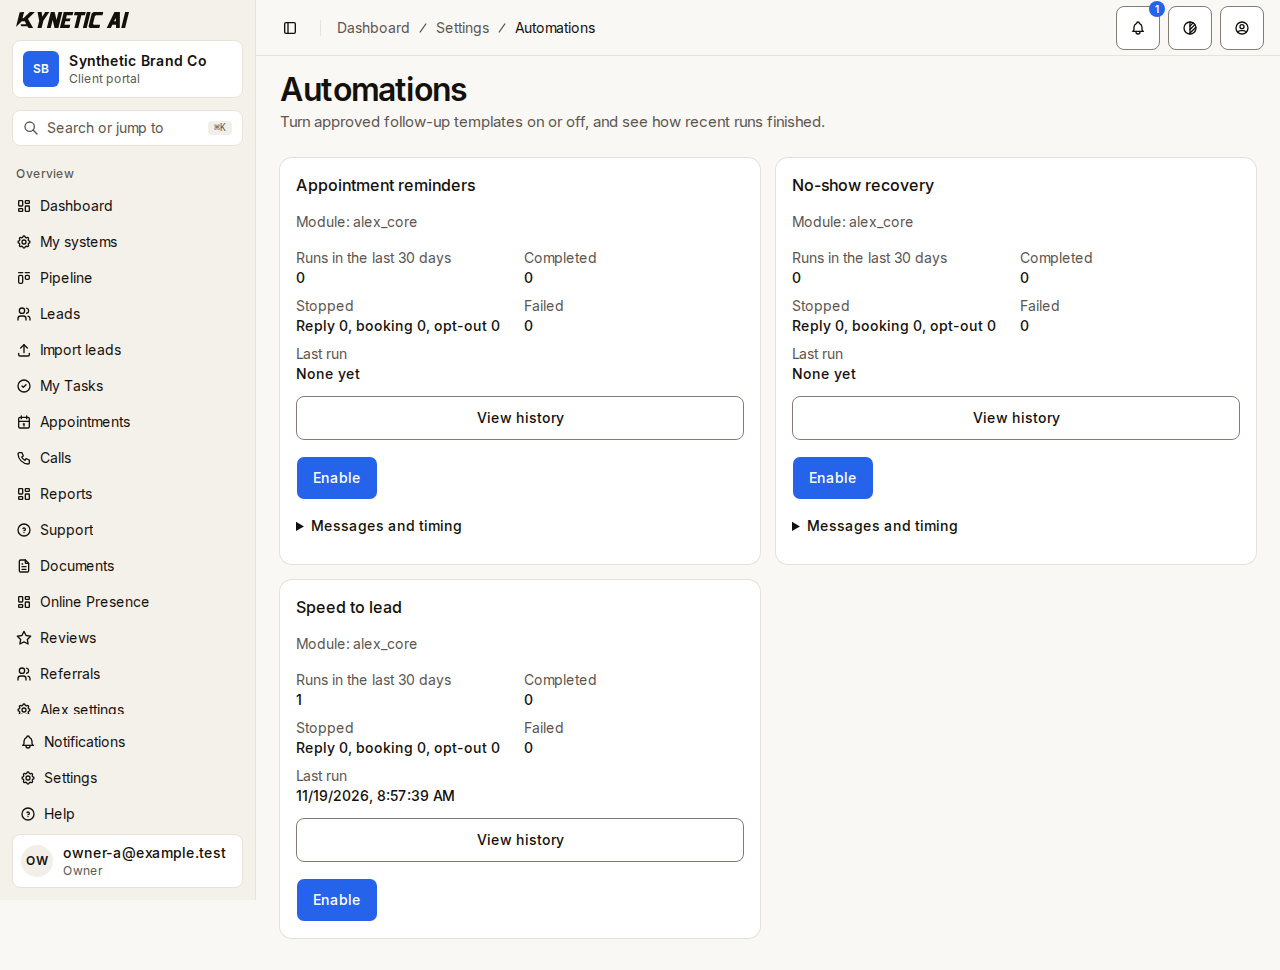 KYNETIC AI
SB
Synthetic Brand Co
Client portal
Search or jump to
⌘K
Overview
Dashboard
My systems
Pipeline
Leads
Import leads
My Tasks
Appointments
Calls
Reports
Support
Documents
Online Presence
Reviews
Referrals
Alex settings
Notifications
Settings
Help
OW
owner-a@example.test
Owner
Dashboard / Settings / Automations
1
Automations
Turn approved follow-up templates on or off, and see how recent runs finished.
Appointment reminders
Module: alex_core
Runs in the last 30 days
0
Completed
0
Stopped
Reply 0, booking 0, opt-out 0
Failed
0
Last run
None yet
View history
Enable
Messages and timing
No-show recovery
Module: alex_core
Runs in the last 30 days
0
Completed
0
Stopped
Reply 0, booking 0, opt-out 0
Failed
0
Last run
None yet
View history
Enable
Messages and timing
Speed to lead
Module: alex_core
Runs in the last 30 days
1
Completed
0
Stopped
Reply 0, booking 0, opt-out 0
Failed
0
Last run
11/19/2026, 8:57:39 AM
View history
Enable